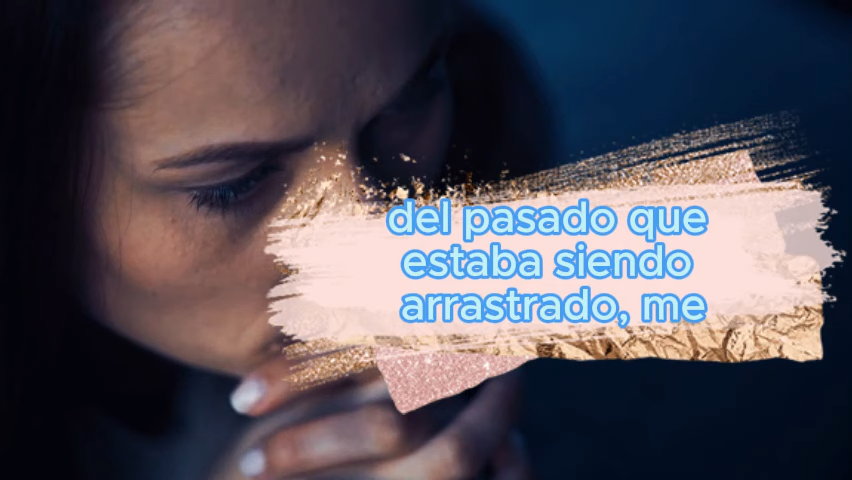 del pasado que
estaba siendo
arrastrado, me